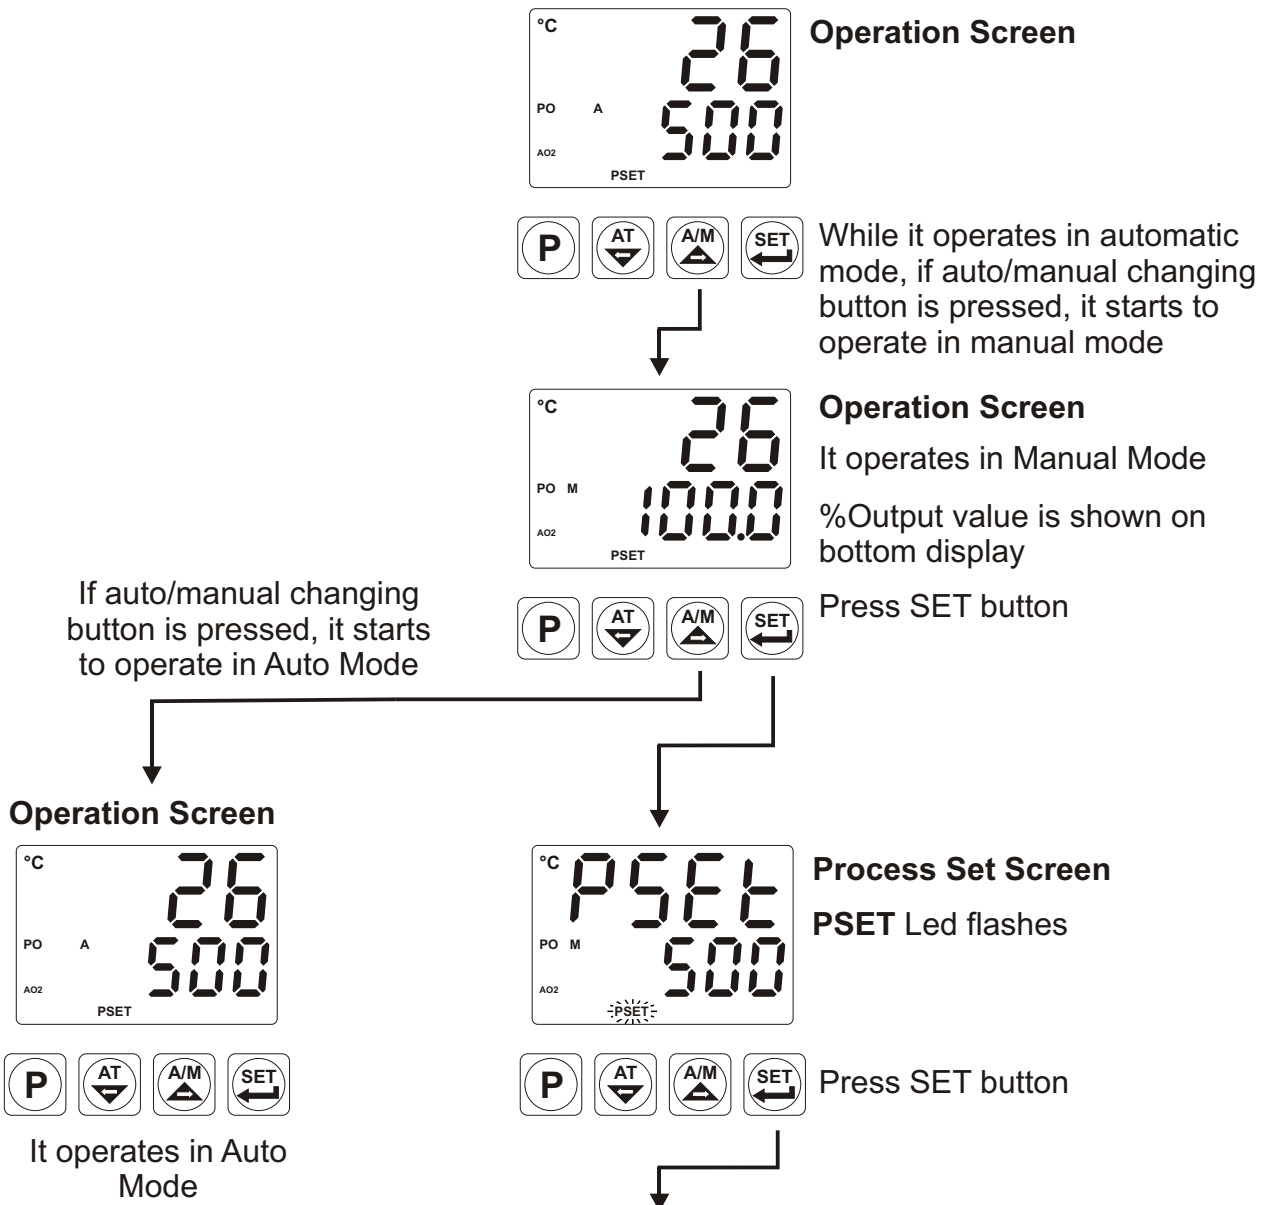 °C
26
Operation Screen
PO A
500
AO2
PSET
P AT A/M SET
While it operates in automatic
mode, if auto/manual changing
button is pressed, it starts to
operate in manual mode
°C
26
Operation Screen
It operates in Manual Mode
PO M
100.0
AO2
PSET
%Output value is shown on
bottom display
P AT A/M SET
Press SET button
If auto/manual changing
button is pressed, it starts
to operate in Auto Mode
Operation Screen
°C
26
PO A
500
AO2
PSET
P AT A/M SET
It operates in Auto
Mode
°C
PSEt
Process Set Screen
PSET Led flashes
PO M
500
AO2
PSET
P AT A/M SET
Press SET button